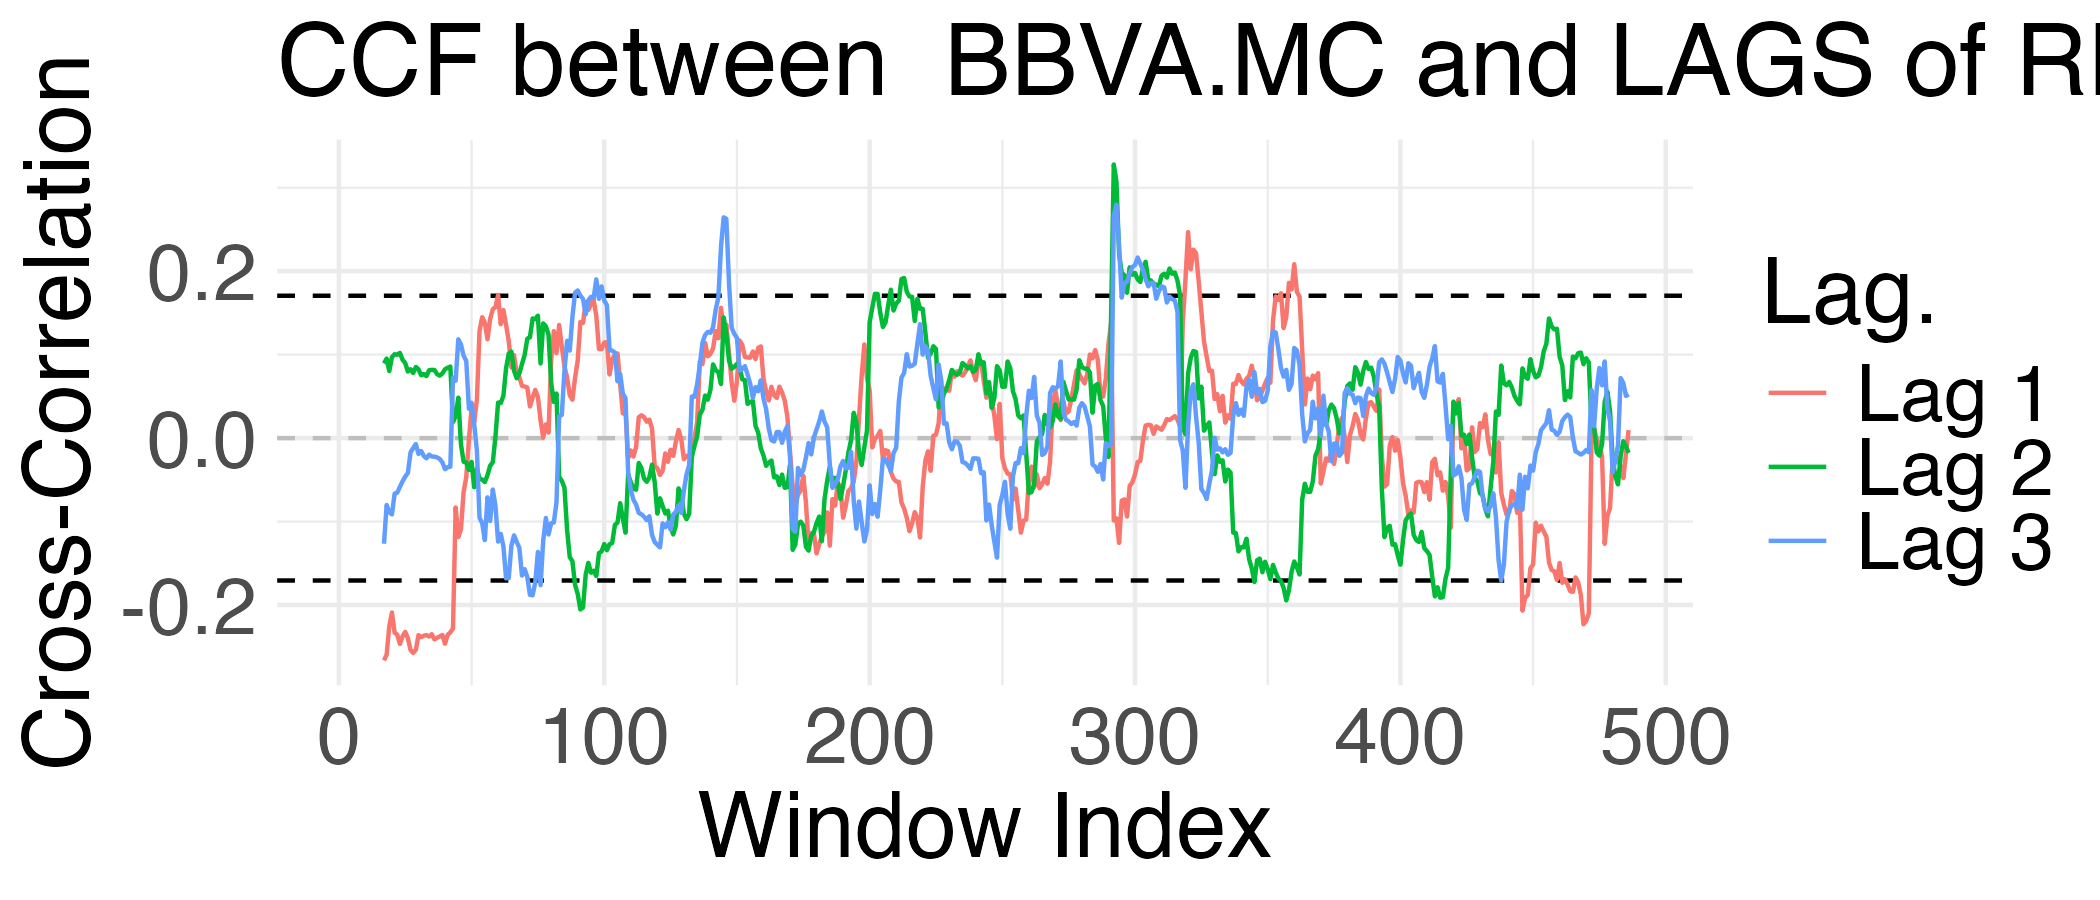 CCF between  BBVA.MC and LAGS of
Cross-Correlation
0.2
0.0
-0.2
0
100
200
300
400
500
Window Index
Lag.
Lag 1
Lag 2
Lag 3